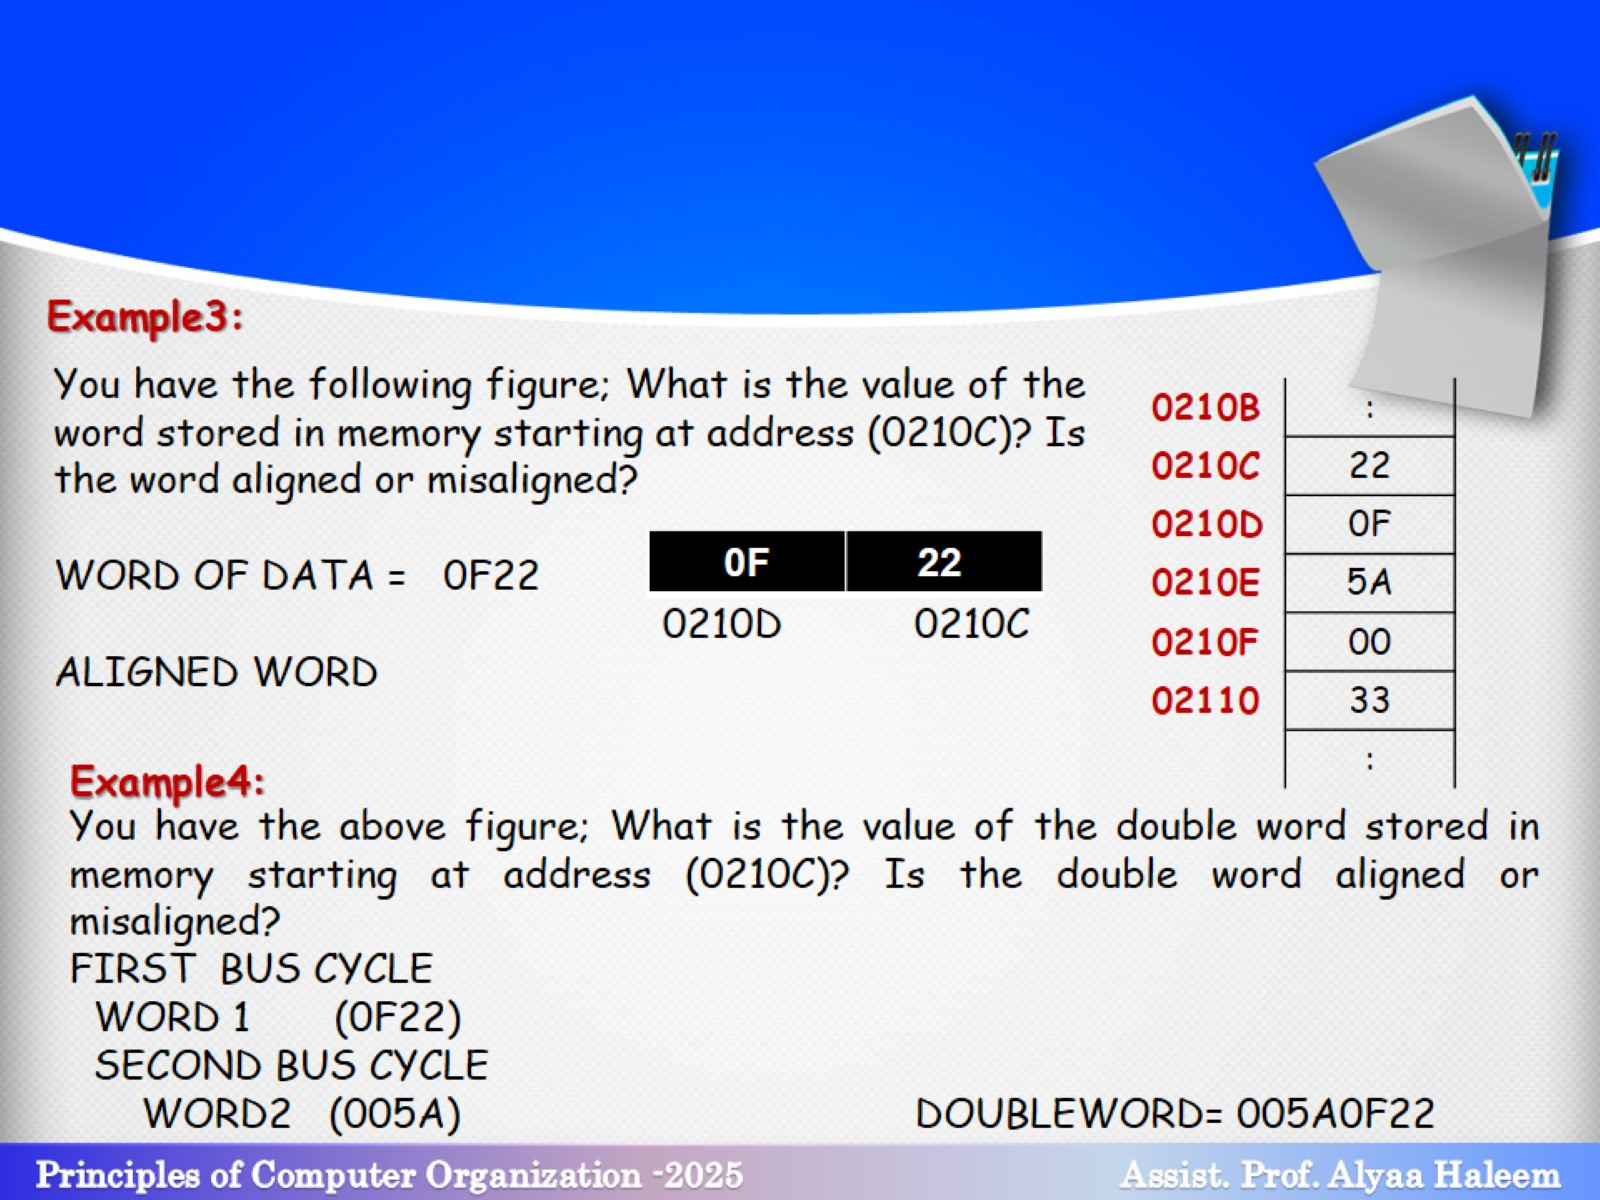 Example3:
You have the following figure; What is the value of the
word stored in memory starting at address (0210C)? Is
the word aligned or misaligned?
WORD OF DATA = 0F22
0F 22
0210D 0210C
ALIGNED WORD
0210B :
0210C 22
0210D 0F
0210E 5A
0210F 00
02110 33
:
Example4:
You have the above figure; What is the value of the double word stored in
memory starting at address (0210C)? Is the double word aligned or
misaligned?
FIRST BUS CYCLE
WORD 1 (0F22)
SECOND BUS CYCLE
WORD2 (005A) DOUBLEWORD= 005A0F22
Principles of Computer Organization -2025 Assist. Prof. Alyaa Haleem